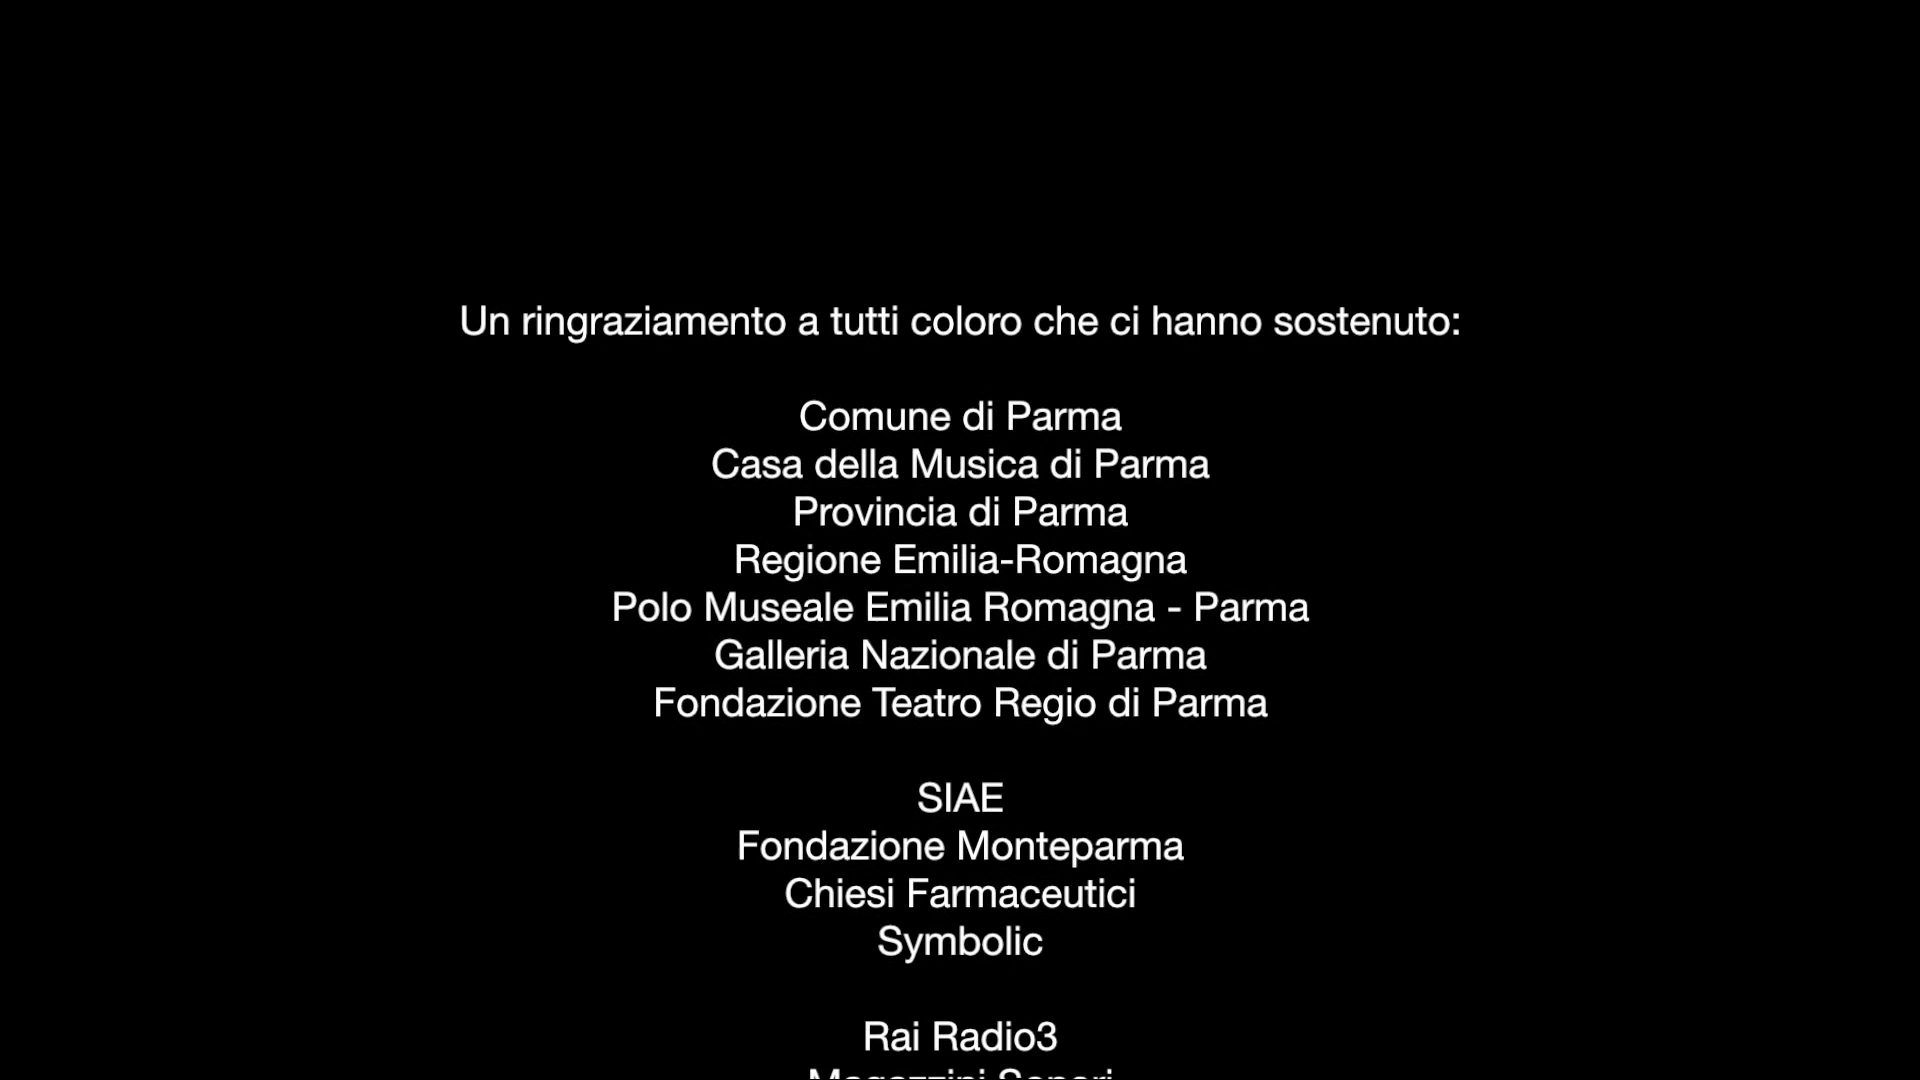 Un ringraziamento a tutti coloro che ci hanno sostenuto:
Comune di Parma
Casa della Musica di Parma
Provincia di Parma
Regione Emilia-Romagna
Polo Museale Emilia Romagna - Parma
Galleria Nazionale di Parma
Fondazione Teatro Regio di Parma
SIAE
Fondazione Monteparma
Chiesi Farmaceutici
Symbolic
Rai Radio3
Magazzini Sonori